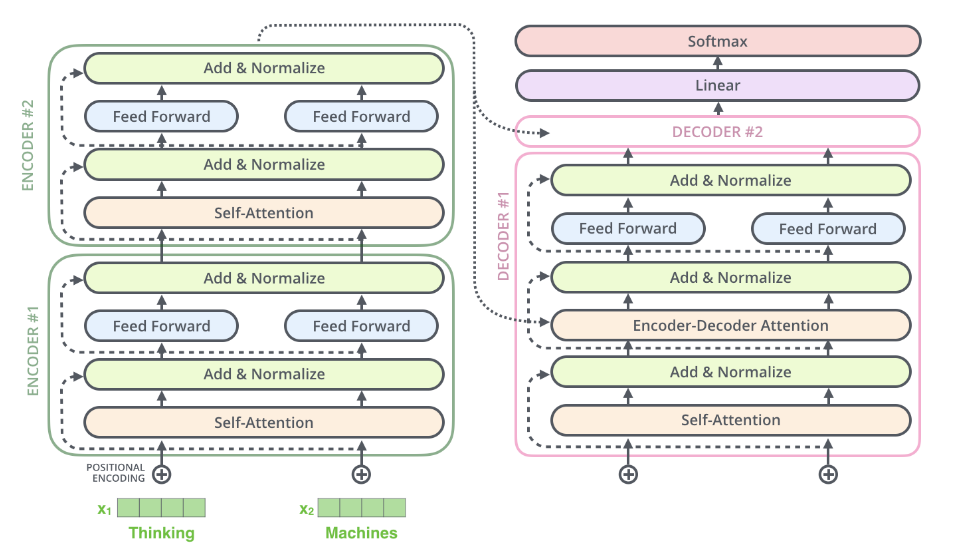 ENCODER #2
Add & Normalize
Feed Forward
Feed Forward
Add & Normalize
Self-Attention
ENCODER #1
Add & Normalize
Feed Forward
Feed Forward
Add & Normalize
Self-Attention
POSITIONAL
ENCODING
x1
x2
Thinking
Machines
Softmax
Linear
DECODER #2
DECODER #1
Add & Normalize
Feed Forward
Feed Forward
Add & Normalize
Encoder-Decoder Attention
Add & Normalize
Self-Attention